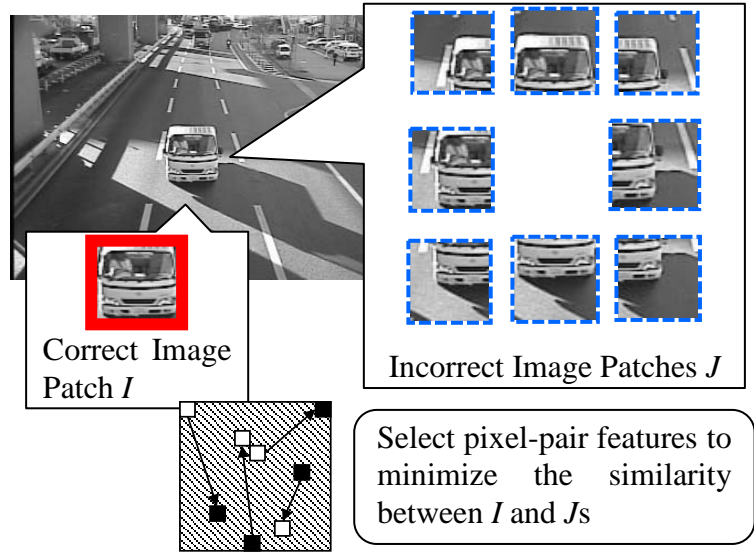 Correct Image
Patch I
Incorrect Image Patches J
Select pixel-pair features to
minimize the similarity
between I and Js